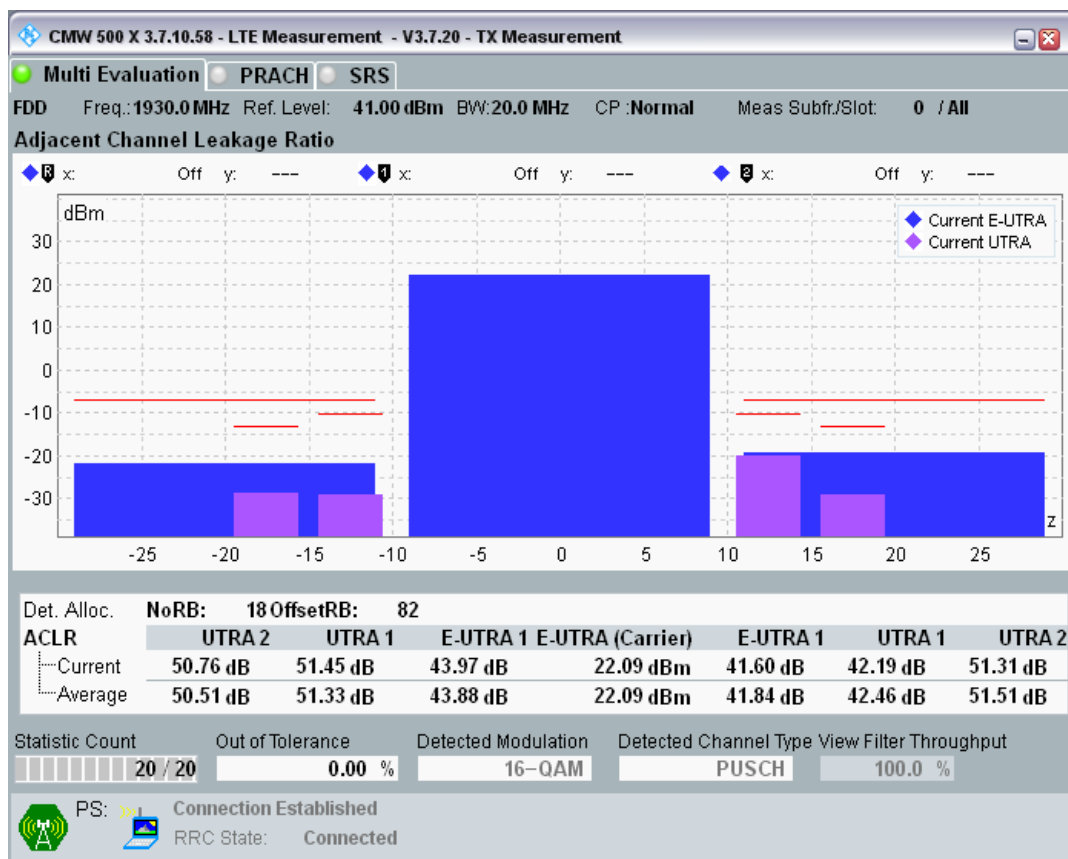 CMW 500 X 3.7.10.58 - LTE Measurement - V3.7.20 - TX Measurement
Multi Evaluation PRACH SRS
FDD Freq.: 1930.0 MHz Ref. Level: 41.00 dBm BW: 20.0 MHz CP : Normal Meas Subfr./Slot: 0 / All
Adjacent Channel Leakage Ratio
R x: Off y: --- 1 x: Off y: --- 2 x: Off y: ---
dBm
Current E-UTRA
Current UTRA
30
20
10
0
-10
-20
-30
z
-25 -20 -15 -10 -5 0 5 10 15 20 25
Det. Alloc. NoRB: 18 OffsetRB: 82
ACLR UTRA 2 UTRA 1 E-UTRA 1 E-UTRA (Carrier) E-UTRA 1 UTRA 1 UTRA 2
Current 50.76 dB 51.45 dB 43.97 dB 22.09 dBm 41.60 dB 42.19 dB 51.31 dB
Average 50.51 dB 51.33 dB 43.88 dB 22.09 dBm 41.84 dB 42.46 dB 51.51 dB
Statistic Count Out of Tolerance Detected Modulation Detected Channel Type View Filter Throughput
20 / 20 0.00 % 16-QAM PUSCH 100.0 %
PS: Connection Established
RRC State: Connected